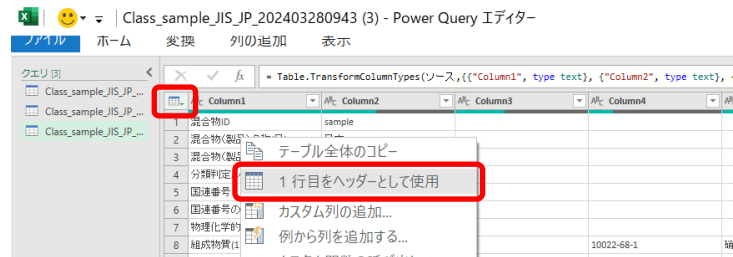 Class_sample_JIS_JP_202403280943 (3) - Power Query エディター
ファイル ホーム 変換 列の追加 表示
クエリ [3]
fx = Table.TransformColumnTypes(ソース,{{"Column1", type text}, {"Column2", type text},
Class_sample_JIS_JP_...
Class_sample_JIS_JP_...
Class_sample_JIS_JP_...
ABC Column1 ABC Column2 ABC Column3 ABC Column4
1 混合物ID sample
2 混合物(製品
3 混合物(製品
4 分類判定
5 国連番号
6 国連番号の
7 物理化学的
8 組成物質(1 10022-68-1 硝
テーブル全体のコピー
1 行目をヘッダーとして使用
カスタム列の追加...
例から列を追加する...